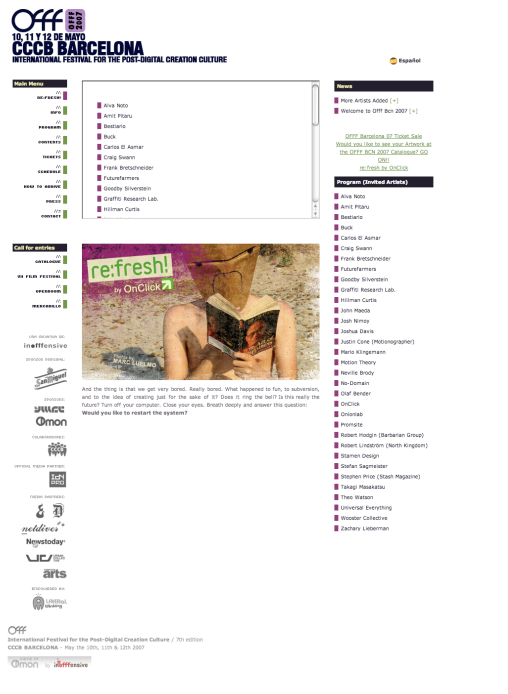 Offf
OFFF 2007
10, 11 Y 12 DE MAYO
CCCB BARCELONA
INTERNATIONAL FESTIVAL FOR THE POST-DIGITAL CREATION CULTURE
Español
Main Menu
RE:FRESH!
INFO
PROGRAM
CONTENTS
TICKETS
SCHEDULE
HOW TO ARRIVE
PRESS
CONTACT
Alva Noto
Amit Pitaru
Bestiario
Buck
Carlos El Asmar
Craig Swann
Frank Bretschneider
Futurefarmers
Goodby Silverstein
Graffiti Research Lab.
Hillman Curtis
News
More Artists Added [+]
Welcome to Offf Bcn 2007 [+]
OFFF Barcelona 07 Ticket Sale
Would you like to see your Artwork at
the OFFF BCN 2007 Catalogue? GO
ON!!
re:fresh by OnClick
Program (Invited Artists)
Alva Noto
Amit Pitaru
Bestiario
Buck
Carlos El Asmar
Craig Swann
Frank Bretschneider
Futurefarmers
Goodby Silverstein
Graffiti Research Lab.
Hillman Curtis
John Maeda
Josh Nimoy
Joshua Davis
Justin Cone (Motionographer)
Mario Klingemann
Motion Theory
Neville Brody
No-Domain
Olaf Bender
OnClick
Onionlab
Promsite
Robert Hodgin (Barbarian Group)
Robert Lindström (North Kingdom)
Stamen Design
Stefan Sagmeister
Stephen Price (Stash Magazine)
Takagi Masakatsu
Theo Watson
Universal Everything
Wooster Collective
Zachary Lieberman
Call for entries
CATALOGUE
OPENROOM
MERCADILLO
re:fresh!
by OnClick
MARC CUELMO
And the thing is that we get very bored. Really bored. What happened to fun, to subversion,
and to the idea of creating just for the sake of it? Does it ring the bell? Is this really the
future? Turn off your computer. Close your eyes. Breath deeply and answer this question:
Would you like to restart the system?
inofffensive
SanMiguel
mon
CCCB
IdN PRO
netdiver
Newstoday
arts
Offf
International Festival for the Post-Digital Creation Culture / 7th edition
CCCB BARCELONA - May the 10th, 11th & 12th 2007
mon by inofffensive